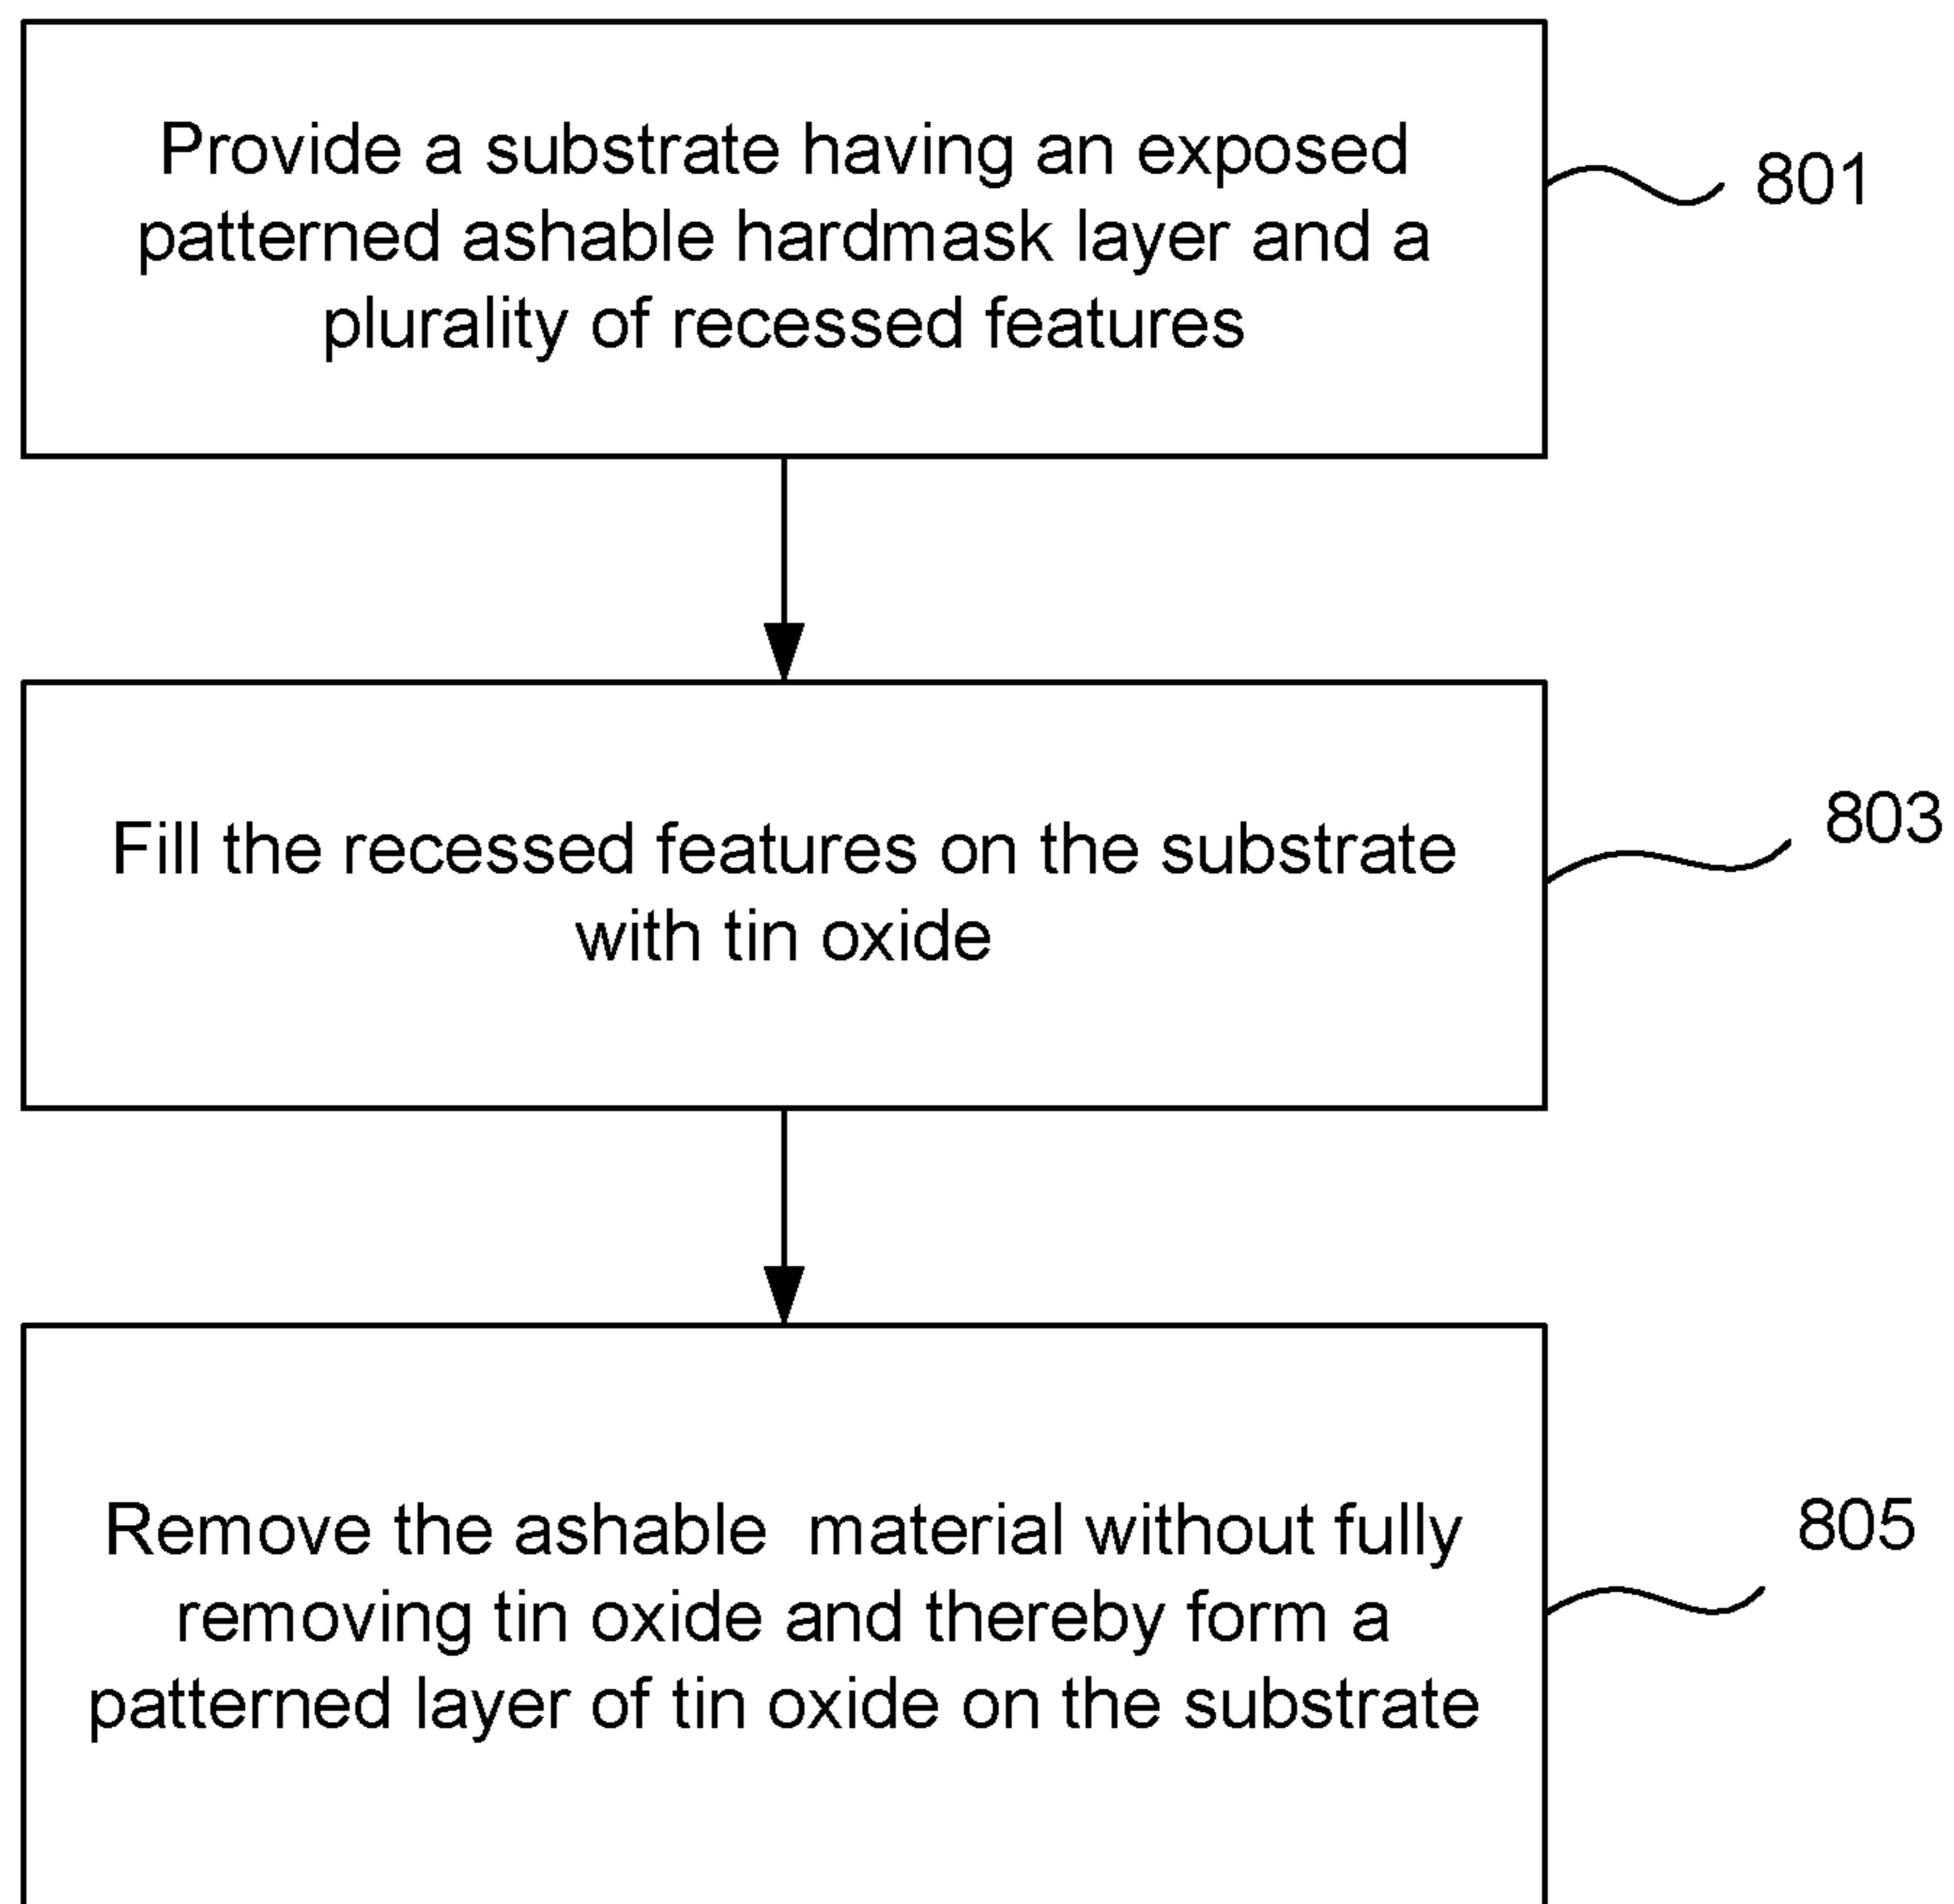 Provide a substrate having an exposed
patterned ashable hardmask layer and a
plurality of recessed features
801
Fill the recessed features on the substrate
with tin oxide
803
Remove the ashable  material without fully
removing tin oxide and thereby form a
patterned layer of tin oxide on the substrate
805